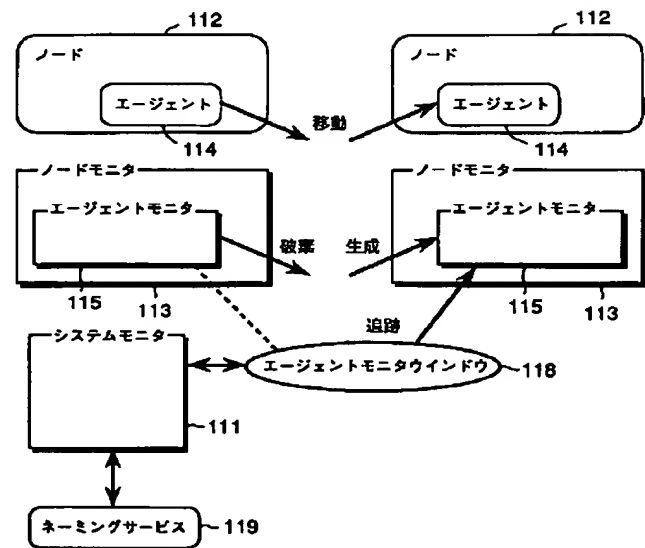 112
112
ノード
ノード
エージェント
エージェント
移動
114
114
ノードモニタ
ノードモニタ
エージェントモニタ
エージェントモニタ
破棄
生成
115
113
115
113
追跡
システムモニタ
エージェントモニタウインドウ
118
111
ネーミングサービス
119